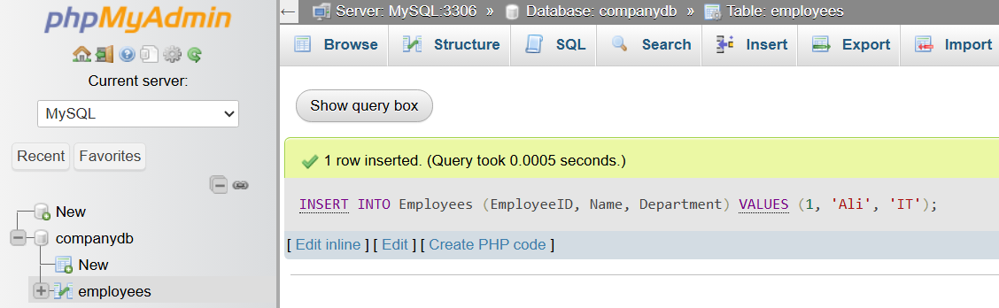 phpMyAdmin
Current server:
MySQL
Recent Favorites
New
companydb
New
employees
Server: MySQL:3306 » Database: companydb » Table: employees
Browse Structure SQL Search Insert Export Import
Show query box
1 row inserted. (Query took 0.0005 seconds.)
INSERT INTO Employees (EmployeeID, Name, Department) VALUES (1, 'Ali', 'IT');
[ Edit inline ] [ Edit ] [ Create PHP code ]